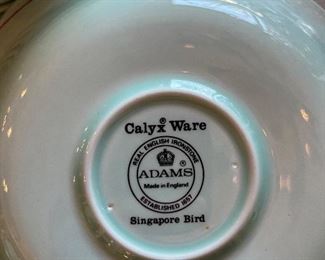 Calyx® Ware
REAL ENGLISH IRONSTONE
ADAMS®
Made in England
ESTABLISHED 1657
Singapore Bird